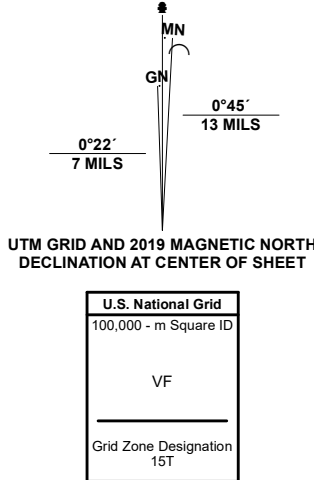 MN
GN
0°45´
13 MILS
0°22´
7 MILS
UTM GRID AND 2019 MAGNETIC NORTH
DECLINATION AT CENTER OF SHEET
U.S. National Grid
100,000 - m Square ID
VF
Grid Zone Designation
15T